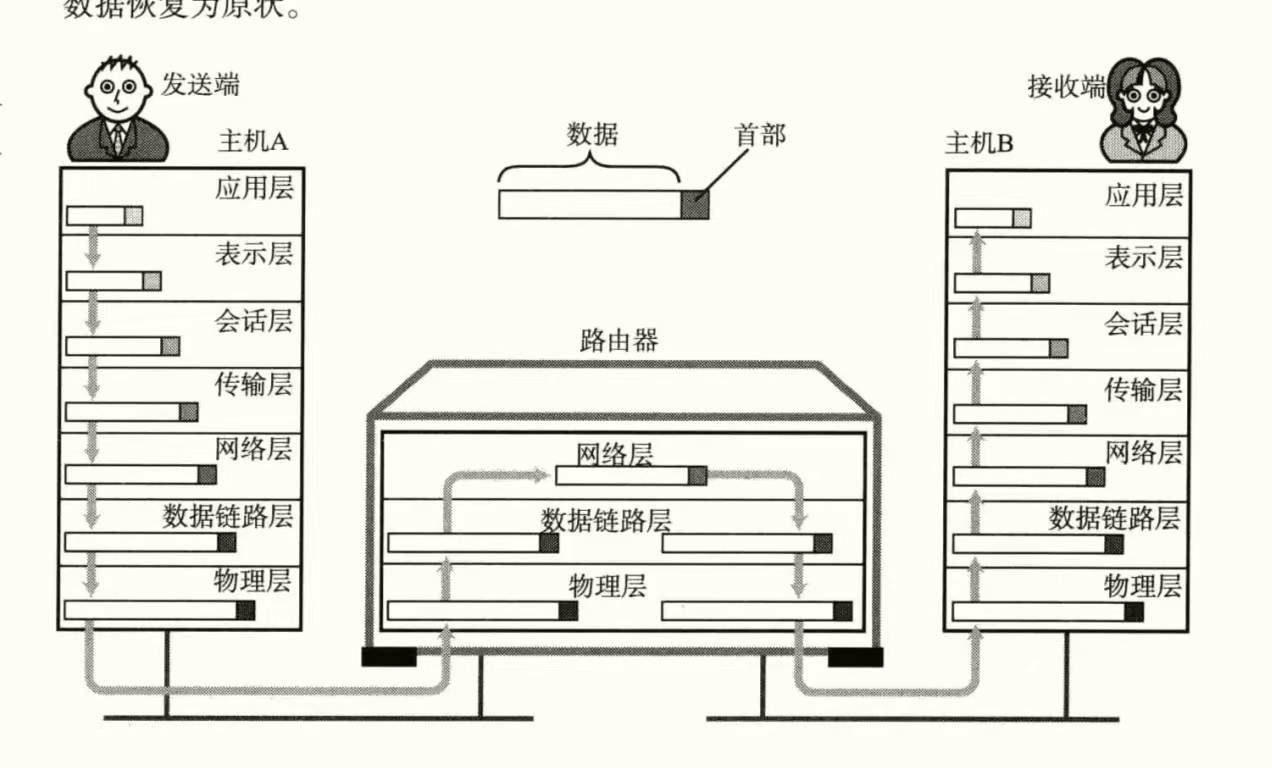 数据恢复为原状。
发送端
接收端
主机A
数据
首部
主机B
应用层
表示层
会话层
传输层
网络层
数据链路层
物理层
路由器
网络层
数据链路层
物理层
应用层
表示层
会话层
传输层
网络层
数据链路层
物理层